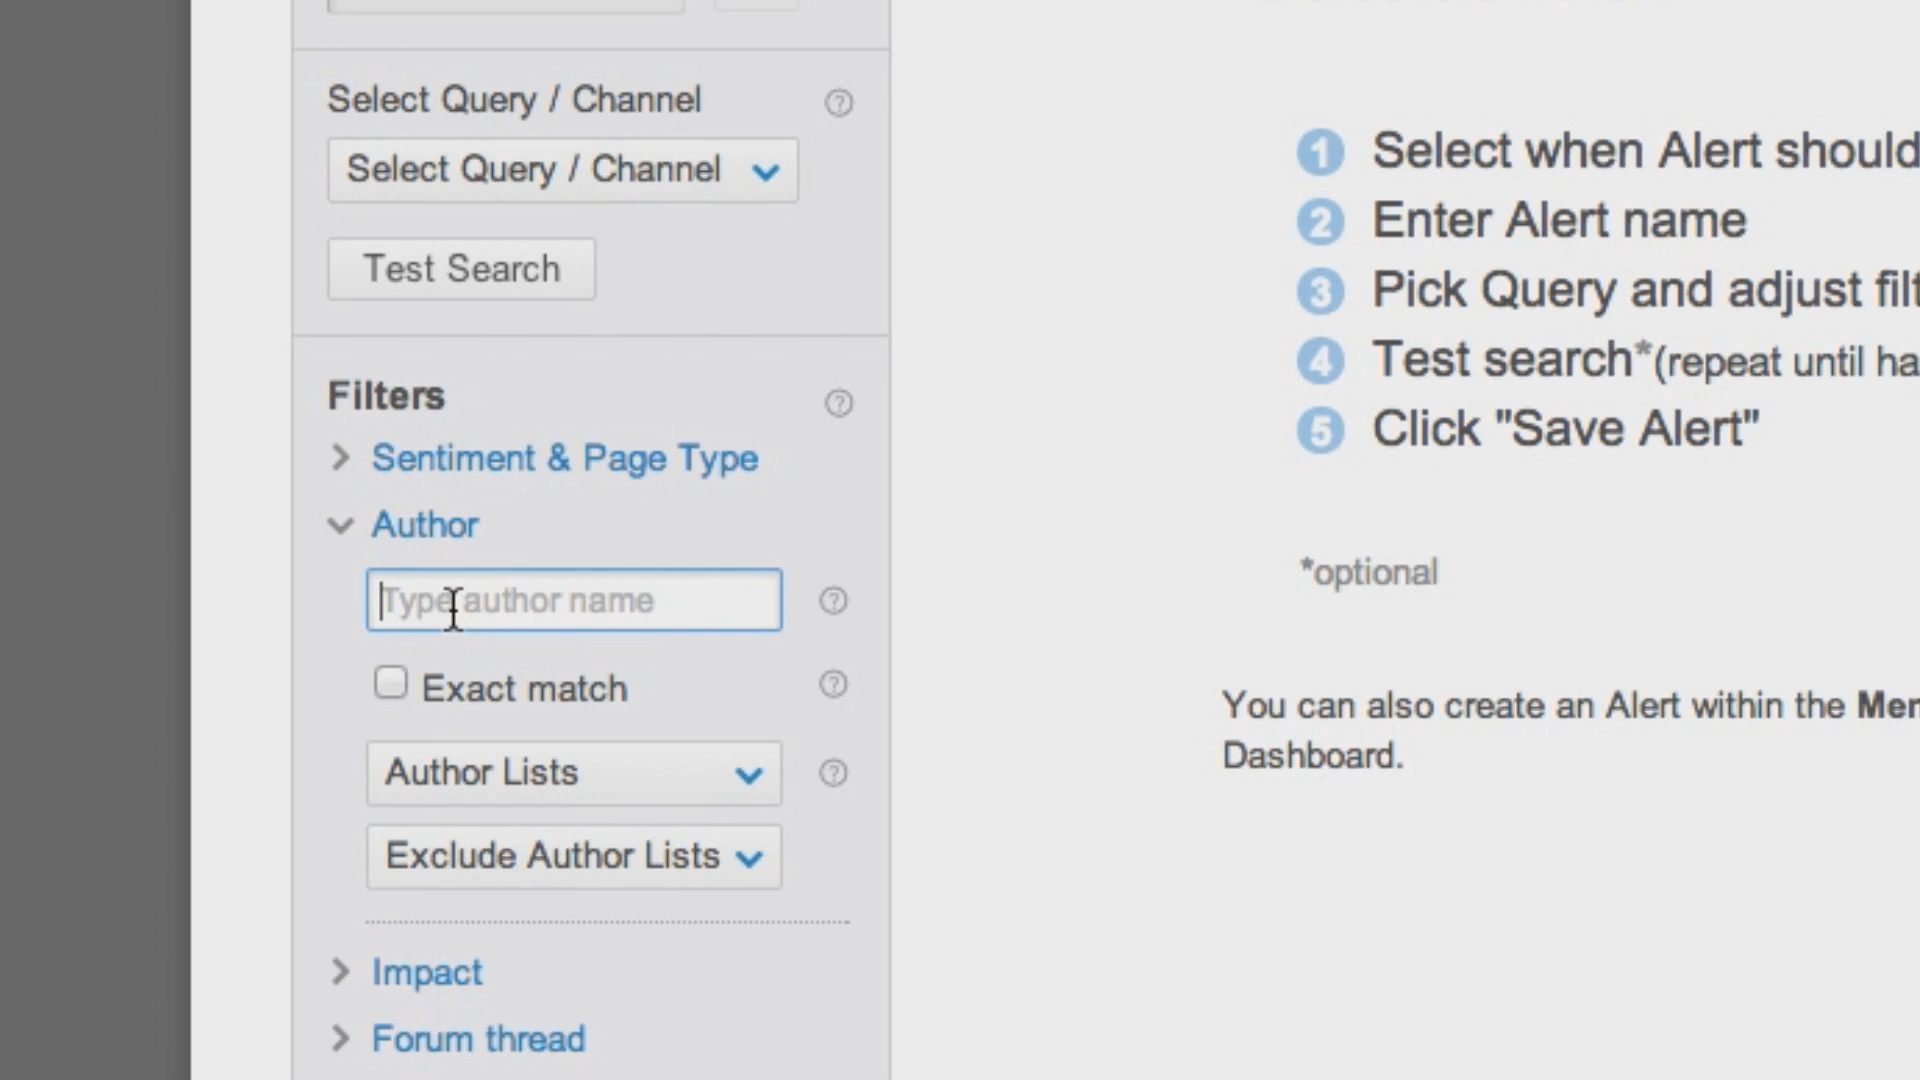 Select Query / Channel
Select Query / Channel
Test Search
Filters
Sentiment & Page Type
Author
Type author name
Exact match
Author Lists
Exclude Author Lists
Impact
Forum thread
1 Select when Alert should
2 Enter Alert name
3 Pick Query and adjust filt
4 Test search*(repeat until ha
5 Click "Save Alert"
*optional
You can also create an Alert within the Men
Dashboard.